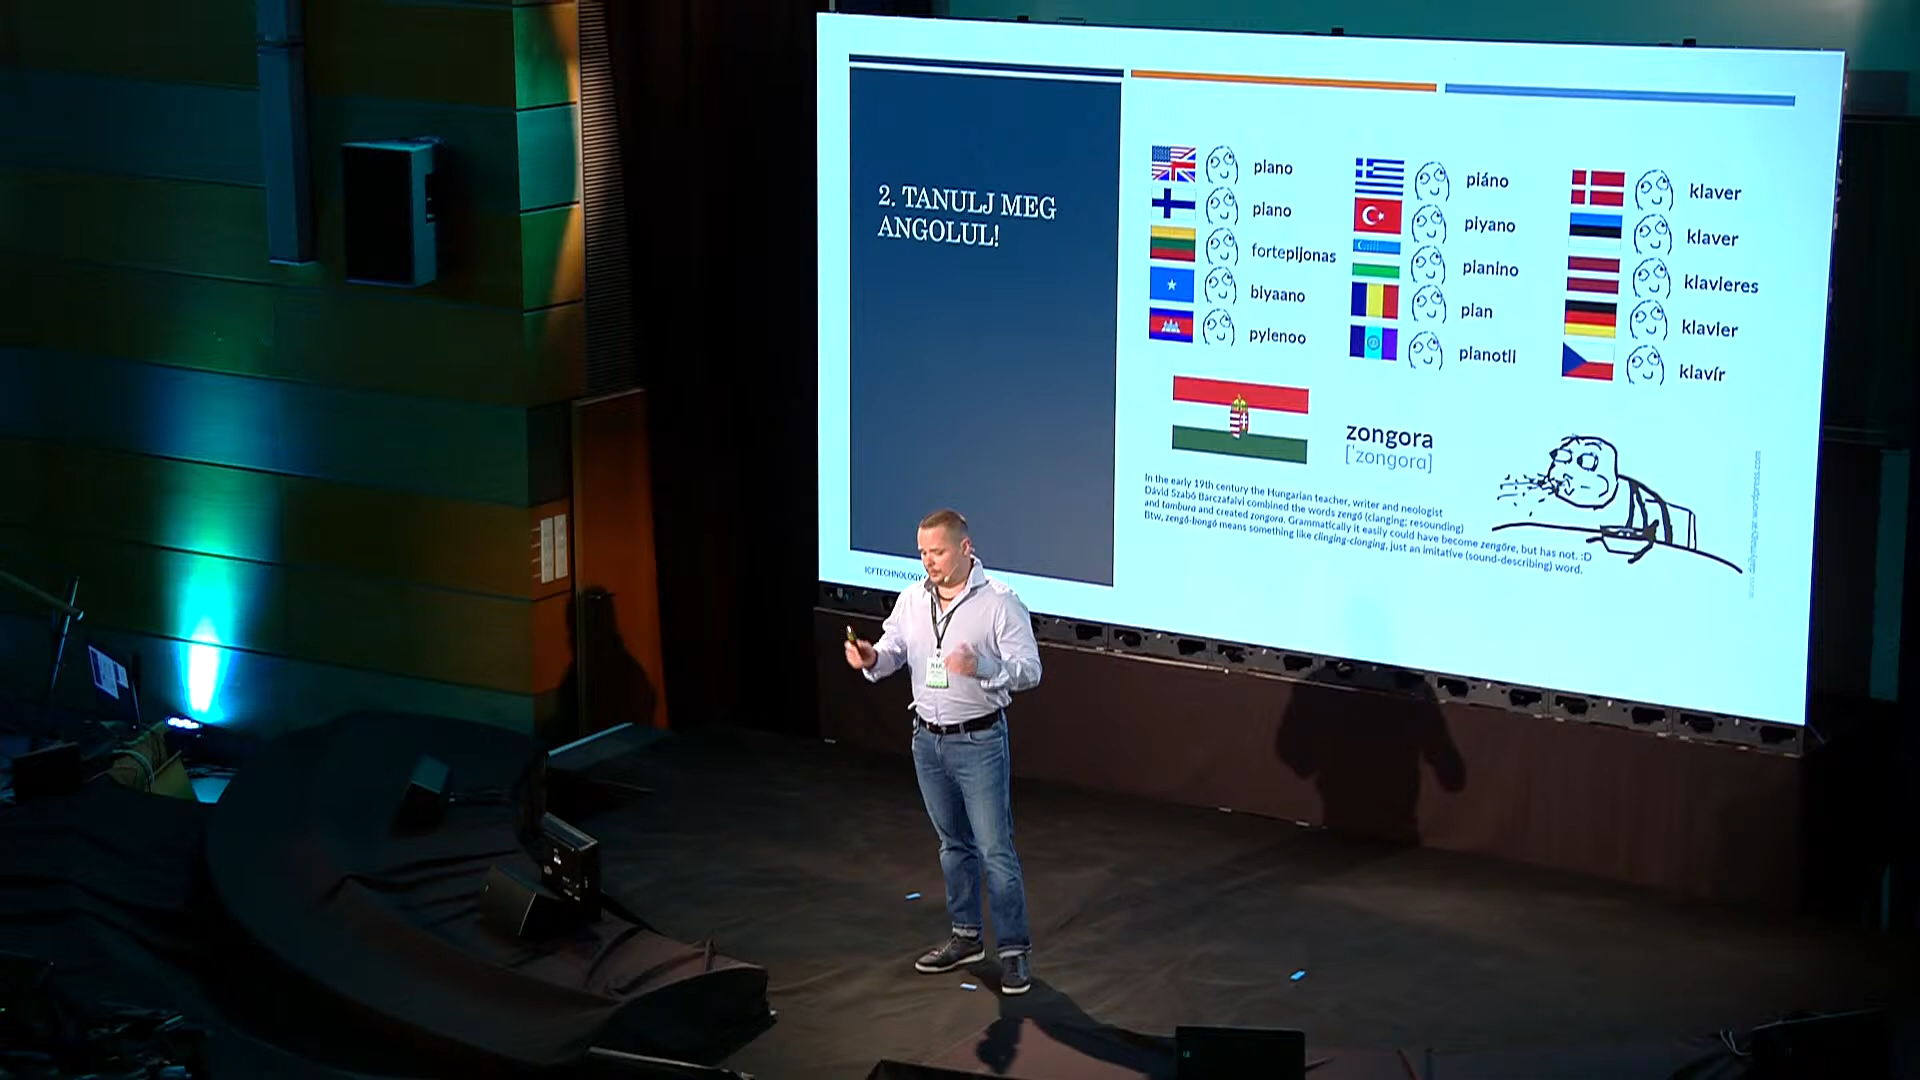 2. TANULJ MEG
ANGOLUL!
piano
piano
fortepijonas
biyaano
pylenoo
piáno
piyano
pianino
pian
pianotli
klaver
klaver
klavieres
klavier
klavír
zongora
['zongora]
In the early 19th century the Hungarian teacher, writer and neologist
Dávid Szabó Barczafalvi combined the words zengő (clanging; resounding)
and tambura and created zongora. Grammatically it easily could have become zengőre, but has not. :D
Btw, zengő-bongó means something like clinging-clonging, just an imitative (sound-describing) word.
ICFTECHNOLOGY